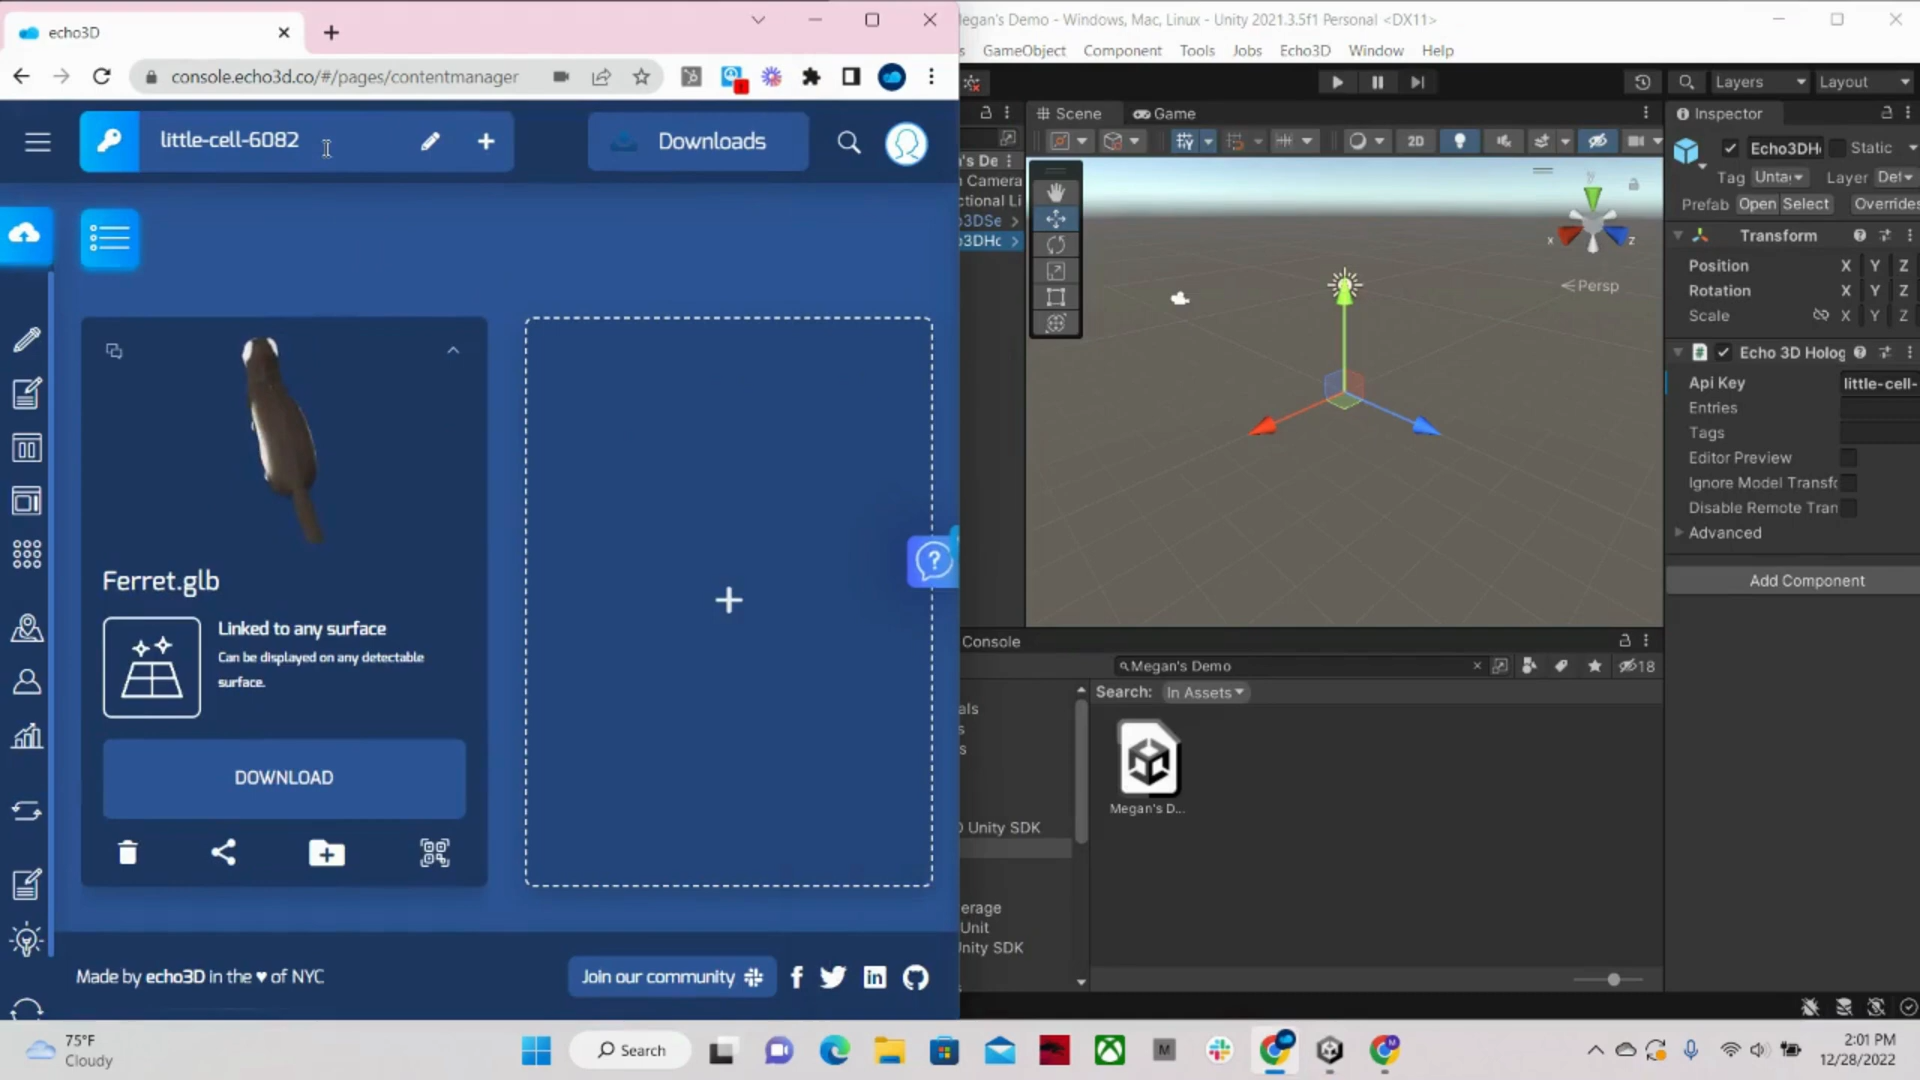 echo3D
console.echo3d.co/#/pages/contentmanager
little-cell-6082
Downloads
Ferret.glb
Linked to any surface
Can be displayed on any detectable
surface.
DOWNLOAD
Made by echo3D in the ♥ of NYC
Join our community
Megan's Demo - Windows, Mac, Linux - Unity 2021.3.5f1 Personal <DX11>
s GameObject Component Tools Jobs Echo3D Window Help
Layers Layout
Scene Game
2D
's De
n Camera
ctional Li
o3DSe
o3DHo
y
x
z
Persp
Inspector
Echo3DH Static
Tag Unta Layer Def
Prefab Open Select Overrides
Transform
Position X Y Z
Rotation X Y Z
Scale X Y Z
Echo 3D Holog
Api Key little-cell-
Entries
Tags
Editor Preview
Ignore Model Transfo
Disable Remote Tran
Advanced
Add Component
Console
Megan's Demo
18
Search: In Assets
als
s
s
D Unity SDK
erage
Unit
nity SDK
Megan's D...
75°F
Cloudy
Search
M
2:01 PM
12/28/2022